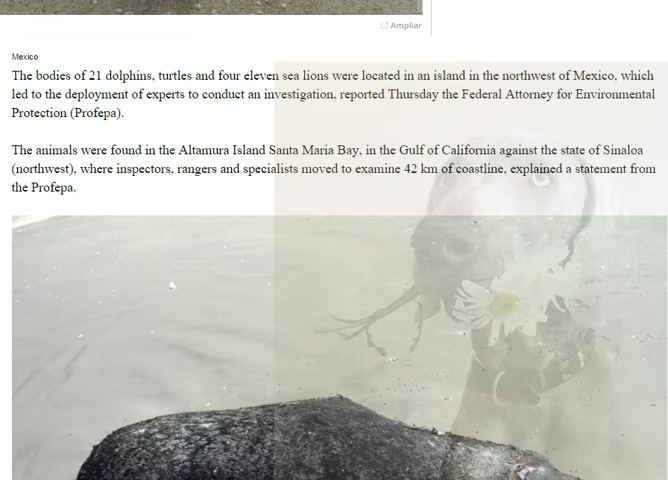 Ampliar
Mexico
The bodies of 21 dolphins, turtles and four eleven sea lions were located in an island in the northwest of Mexico, which
led to the deployment of experts to conduct an investigation, reported Thursday the Federal Attorney for Environmental
Protection (Profepa).
The animals were found in the Altamura Island Santa Maria Bay, in the Gulf of California against the state of Sinaloa
(northwest), where inspectors, rangers and specialists moved to examine 42 km of coastline, explained a statement from
the Profepa.